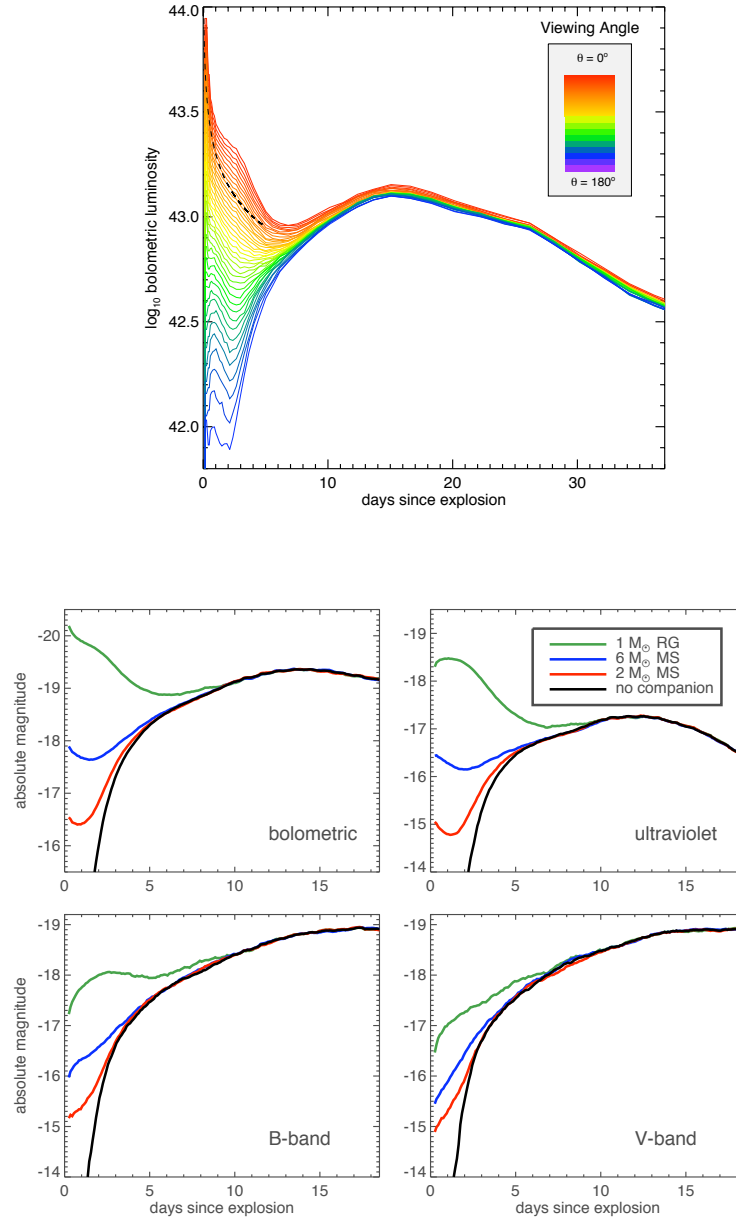 44.0
43.5
43.0
42.5
42.0
log₁₀ bolometric luminosity
0 10 20 30
days since explosion
Viewing Angle
θ = 0°
θ = 180°
-20
-19
-18
-17
-16
absolute magnitude
0 5 10 15
bolometric
-19
-18
-17
-16
-15
-14
0 5 10 15
1 M☉ RG
6 M☉ MS
2 M☉ MS
no companion
ultraviolet
-19
-18
-17
-16
-15
-14
absolute magnitude
0 5 10 15
days since explosion
B-band
-19
-18
-17
-16
-15
-14
0 5 10 15
days since explosion
V-band